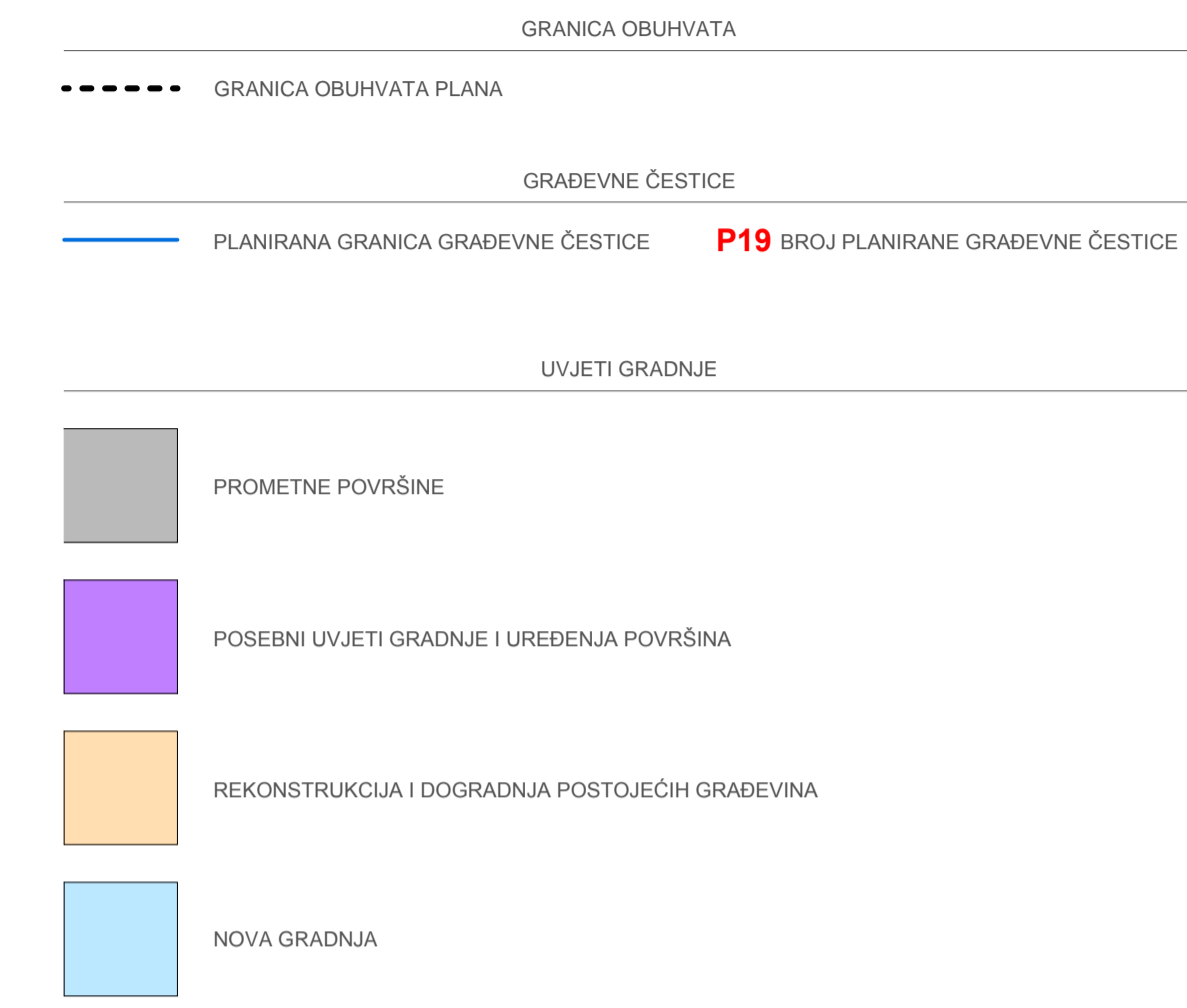 GRANICA OBUHVATA
GRANICA OBUHVATA PLANA
GRAĐEVNE ČESTICE
PLANIRANA GRANICA GRAĐEVNE ČESTICE P19 BROJ PLANIRANE GRAĐEVNE ČESTICE
UVJETI GRADNJE
PROMETNE POVRŠINE
POSEBNI UVJETI GRADNJE I UREĐENJA POVRŠINA
REKONSTRUKCIJA I DOGRADNJA POSTOJEĆIH GRAĐEVINA
NOVA GRADNJA